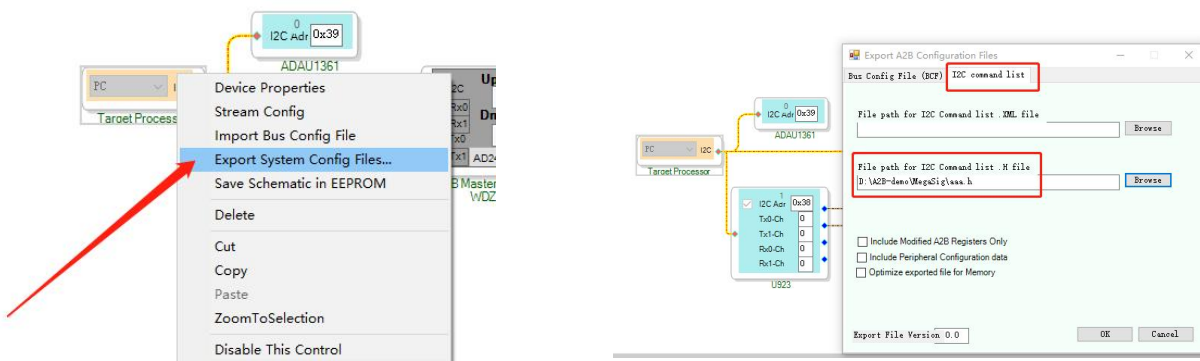 0
I2C Adr 0x39
ADAU1361
PC
Target Process
Device Properties
Stream Config
Import Bus Config File
Export System Config Files...
Save Schematic in EEPROM
Delete
Cut
Copy
Paste
ZoomToSelection
Disable This Control
Up
2C
Rx0
Rx1
Dn
Tx0
Tx1
AD24
B Master
WDZ
0
I2C Adr 0x39
ADAU1361
PC
I2C
Target Processor
1
I2C Adr 0x38
Tx0-Ch 0
Tx1-Ch 0
Rx0-Ch 0
Rx1-Ch 0
U923
Export A2B Configuration Files
Bus Config File (BCF)
I2C command list
File path for I2C Command list .XML file
Browse
File path for I2C Command list .H file
D:\A2B-demo\MegaSig\aaa.h
Browse
Include Modified A2B Registers Only
Include Peripheral Configuration data
Optimize exported file for Memory
Export File Version 0.0
OK
Cancel